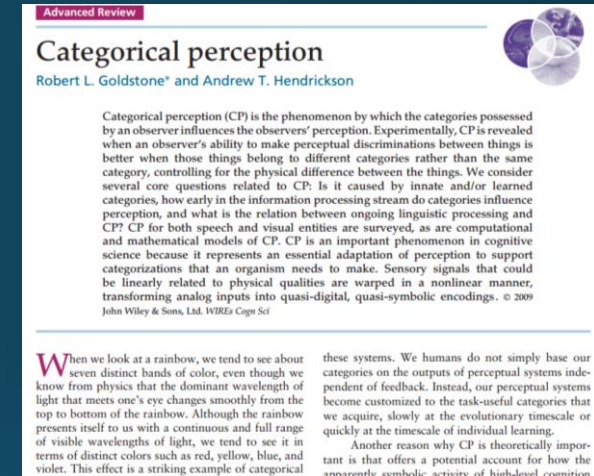 Advanced Review
Categorical perception
Robert L. Goldstone* and Andrew T. Hendrickson
Categorical perception (CP) is the phenomenon by which the categories possessed
by an observer influences the observers' perception. Experimentally, CP is revealed
when an observer's ability to make perceptual discriminations between things is
better when those things belong to different categories rather than the same
category, controlling for the physical difference between the things. We consider
several core questions related to CP: Is it caused by innate and/or learned
categories, how early in the information processing stream do categories influence
perception, and what is the relation between ongoing linguistic processing and
CP? CP for both speech and visual entities are surveyed, as are computational
and mathematical models of CP. CP is an important phenomenon in cognitive
science because it represents an essential adaptation of perception to support
categorizations that an organism needs to make. Sensory signals that could
be linearly related to physical qualities are warped in a nonlinear manner,
transforming analog inputs into quasi-digital, quasi-symbolic encodings. © 2009
John Wiley & Sons, Ltd. WIREs Cogn Sci
When we look at a rainbow, we tend to see about
seven distinct bands of color, even though we
know from physics that the dominant wavelength of
light that meets one's eye changes smoothly from the
top to bottom of the rainbow. Although the rainbow
presents itself to us with a continuous and full range
of visible wavelengths of light, we tend to see it in
terms of distinct colors such as red, yellow, blue, and
violet. This effect is a striking example of categorical
these systems. We humans do not simply base our
categories on the outputs of perceptual systems inde-
pendent of feedback. Instead, our perceptual systems
become customized to the task-useful categories that
we acquire, slowly at the evolutionary timescale or
quickly at the timescale of individual learning.
Another reason why CP is theoretically impor-
tant is that offers a potential account for how the
apparently symbolic activity of high-level cognition